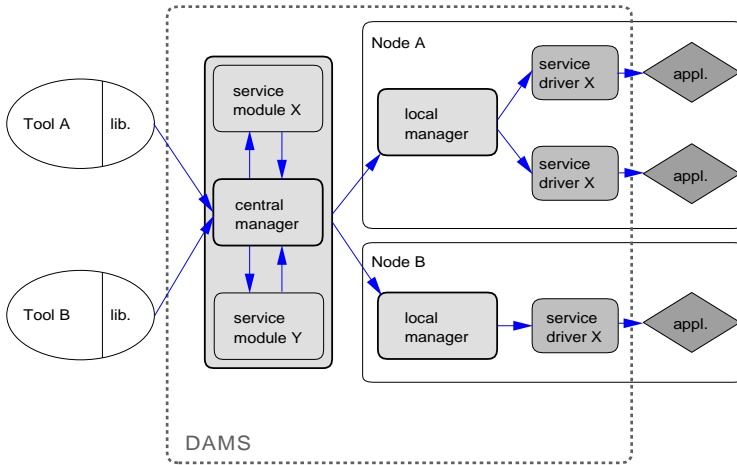 Tool A
lib.
Tool B
lib.
service
module X
central
manager
service
module Y
Node A
local
manager
service
driver X
appl.
service
driver X
appl.
Node B
local
manager
service
driver X
appl.
DAMS